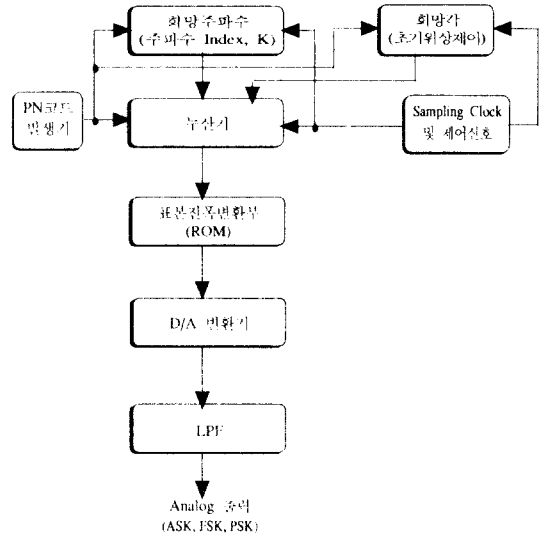 희망주파수
(주파수 Index, K)
희망각
(초기위상제어)
PN코드
발생기
누산기
Sampling Clock
및 제어신호
표본진폭변환부
(ROM)
D/A 변환기
LPF
Analog 출력
(ASK, FSK, PSK)